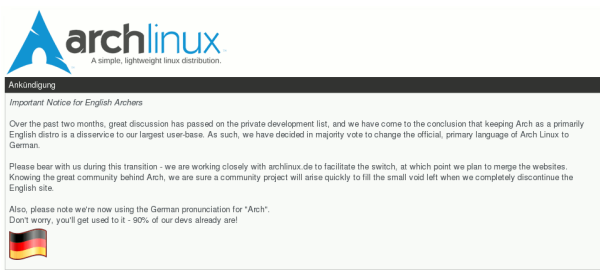 archlinux
A simple, lightweight linux distribution.
Ankündigung
Important Notice for English Archers
Over the past two months, great discussion has passed on the private development list, and we have come to the conclusion that keeping Arch as a primarily
English distro is a disservice to our largest user-base. As such, we have decided in majority vote to change the official, primary language of Arch Linux to
German.
Please bear with us during this transition - we are working closely with archlinux.de to facilitate the switch, at which point we plan to merge the websites.
Knowing the great community behind Arch, we are sure a community project will arise quickly to fill the small void left when we completely discontinue the
English site.
Also, please note we're now using the German pronunciation for "Arch".
Don't worry, you'll get used to it - 90% of our devs already are!